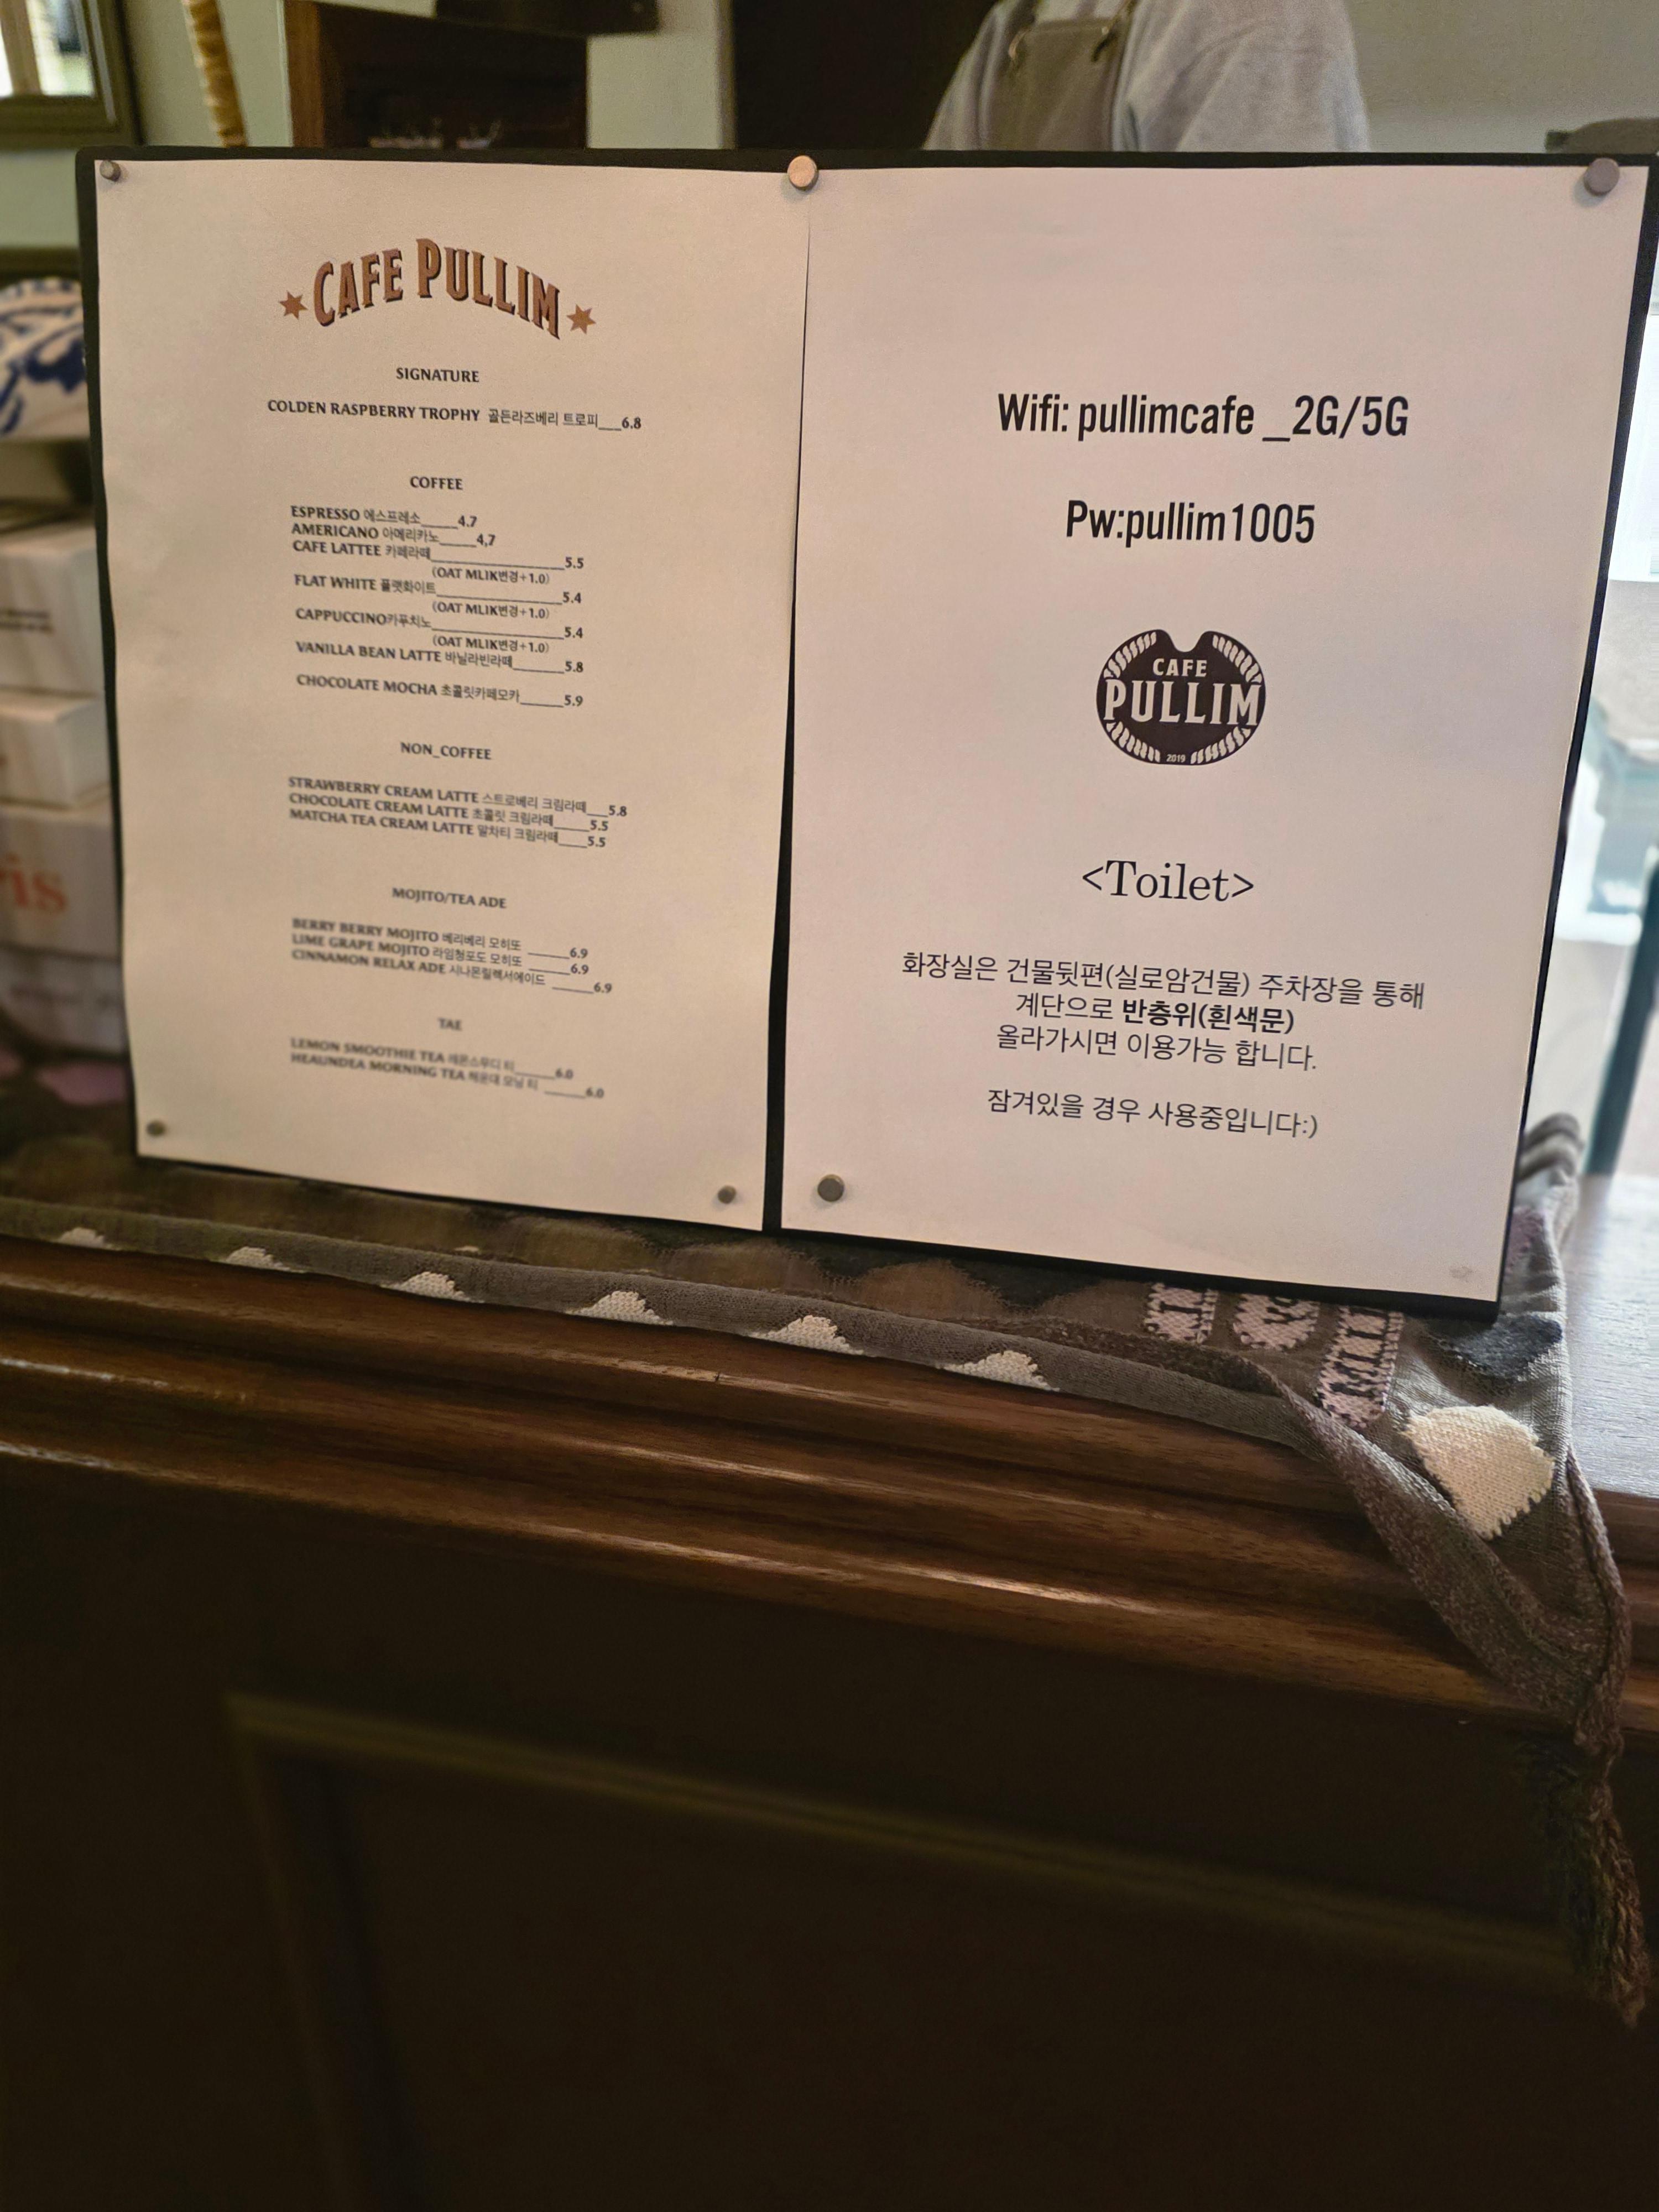 CAFE PULLIM
SIGNATURE
COLDEN RASPBERRY TROPHY 골든라즈베리 트로피___6.8
COFFEE
ESPRESSO 에스프레소_____4.7
AMERICANO 아메리카노_____4,7
CAFE LATTEE 카페라떼__________________5.5
(OAT MLIK변경+1.0)
FLAT WHITE 플랫화이트_________________5.4
(OAT MLIK변경+1.0)
CAPPUCCINO카푸치노__________________5.4
(OAT MLIK변경+1.0)
VANILLA BEAN LATTE 바닐라빈라떼_______5.8
CHOCOLATE MOCHA 초콜릿카페모카______5.9
NON_COFFEE
STRAWBERRY CREAM LATTE 스트로베리 크림라떼___5.8
CHOCOLATE CREAM LATTE 초콜릿 크림라떼_____5.5
MATCHA TEA CREAM LATTE 말차티 크림라떼____5.5
MOJITO/TEA ADE
BERRY BERRY MOJITO 베리베리 모히또 ______6.9
LIME GRAPE MOJITO 라임청포도 모히또 ______6.9
CINNAMON RELAX ADE 시나몬릴렉서에이드 ______6.9
TAE
LEMON SMOOTHIE TEA 레몬스무디 티______6.0
HEAUNDEA MORNING TEA 해운대 모닝 티 ______6.0
Wifi: pullimcafe _2G/5G
Pw:pullim1005
CAFE
PULLIM
2019
<Toilet>
화장실은 건물뒷편(실로암건물) 주차장을 통해
계단으로 반층위(흰색문)
올라가시면 이용가능 합니다.
잠겨있을 경우 사용중입니다:)
is